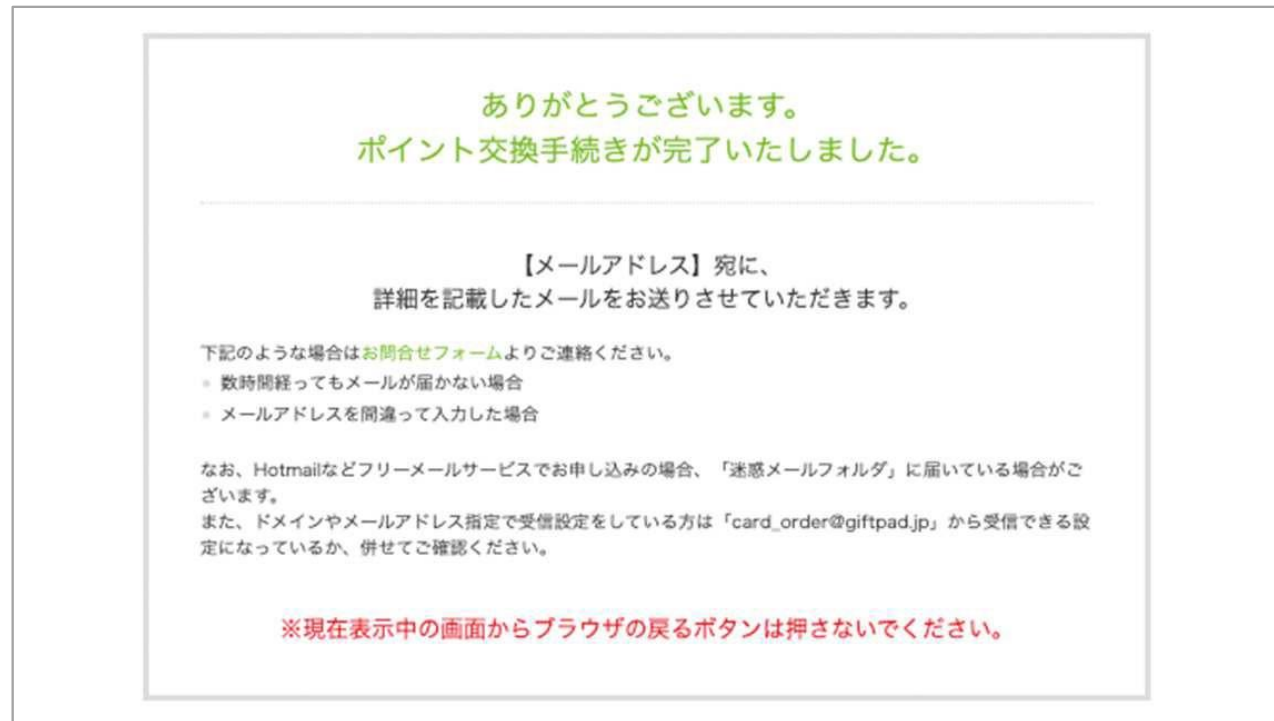 ありがとうございます。
ポイント交換手続きが完了いたしました。
【メールアドレス】宛に、
詳細を記載したメールをお送りさせていただきます。
下記のような場合はお問合せフォームよりご連絡ください。
数時間経ってもメールが届かない場合
メールアドレスを間違って入力した場合
なお、Hotmailなどフリーメールサービスでお申し込みの場合、「迷惑メールフォルダ」に届いている場合がご
ざいます。
また、ドメインやメールアドレス指定で受信設定をしている方は「card_order@giftpad.jp」から受信できる設
定になっているか、併せてご確認ください。
※現在表示中の画面からブラウザの戻るボタンは押さないでください。